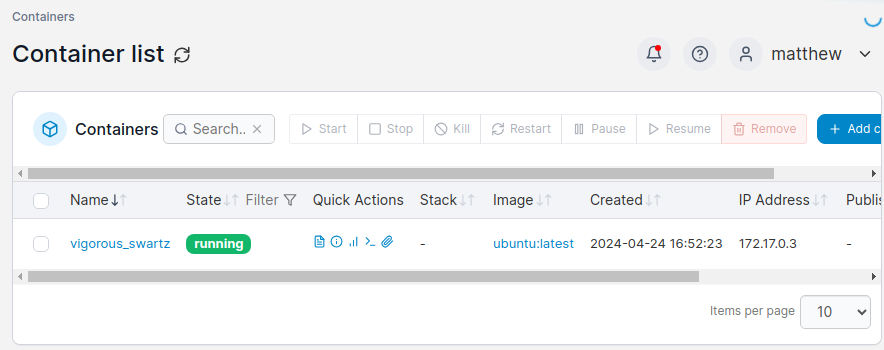 Containers
Container list
matthew
Containers Search.. Start Stop Kill Restart Pause Resume Remove + Add c
Name State Filter Quick Actions Stack Image Created IP Address Publis
vigorous_swartz running - ubuntu:latest 2024-04-24 16:52:23 172.17.0.3 -
Items per page 10